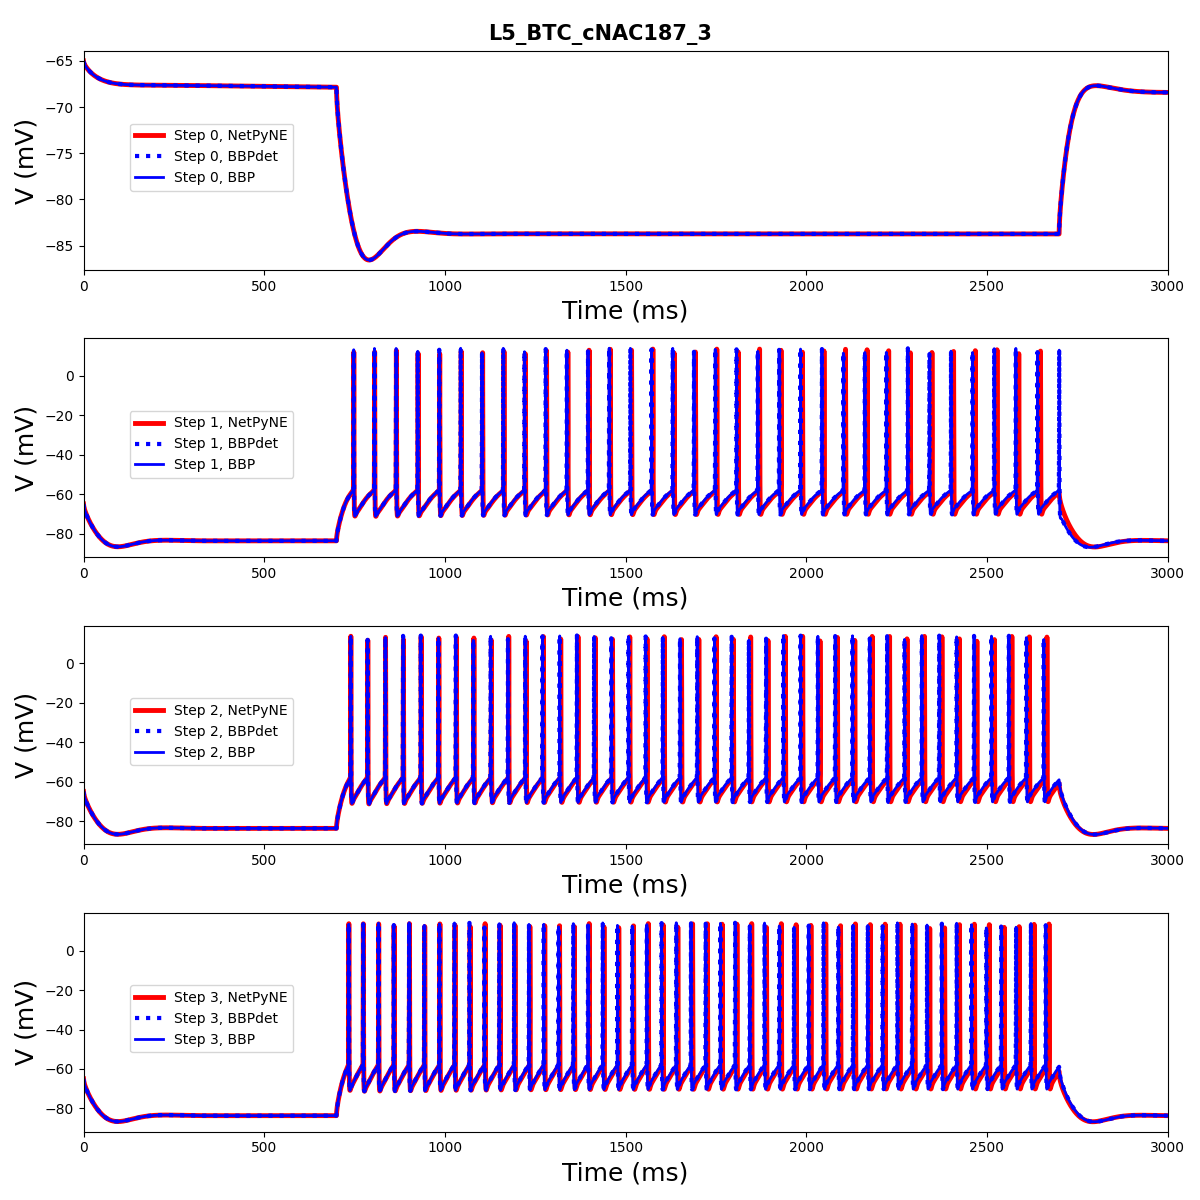 L5_BTC_cNAC187_3
−65
−70
−75
−80
−85
V (mV)
Step 0, NetPyNE
Step 0, BBPdet
Step 0, BBP
0 500 1000 1500 2000 2500 3000
Time (ms)
0
−20
−40
−60
−80
V (mV)
Step 1, NetPyNE
Step 1, BBPdet
Step 1, BBP
0 500 1000 1500 2000 2500 3000
Time (ms)
0
−20
−40
−60
−80
V (mV)
Step 2, NetPyNE
Step 2, BBPdet
Step 2, BBP
0 500 1000 1500 2000 2500 3000
Time (ms)
0
−20
−40
−60
−80
V (mV)
Step 3, NetPyNE
Step 3, BBPdet
Step 3, BBP
0 500 1000 1500 2000 2500 3000
Time (ms)